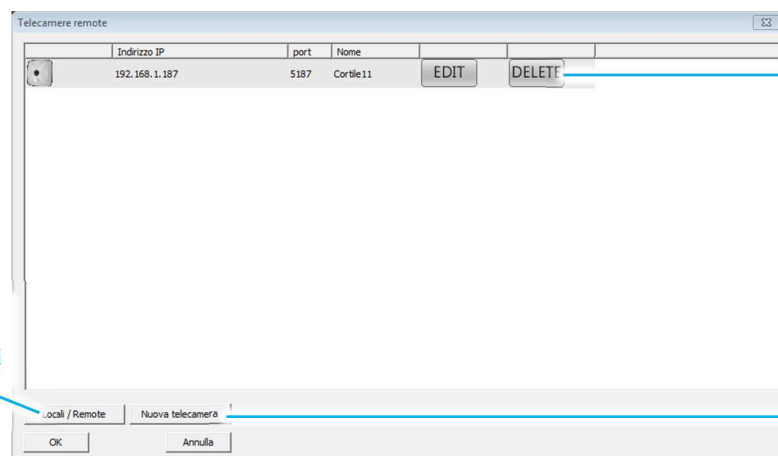 Telecamere remote
Indirizzo IP port Nome
192.168.1.187 5187 Cortile11 EDIT DELETE
Locali / Remote Nuova telecamera
OK Annulla